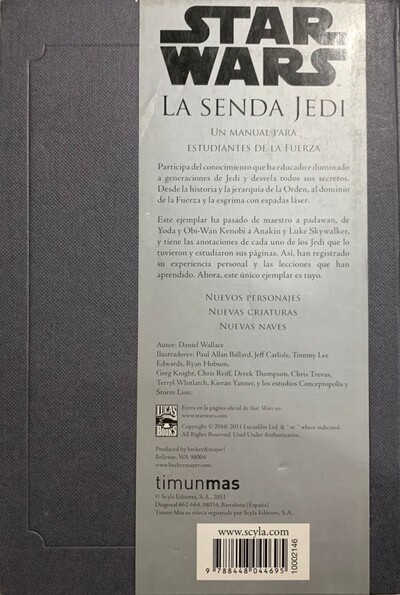 STAR
WARS
LA SENDA JEDI
UN MANUAL PARA
ESTUDIANTES DE LA FUERZA
Participa del conocimiento que ha educado e iluminado
a generaciones de Jedi y desvela todos sus secretos.
Desde la historia y la jerarquía de la Orden, al dominio
de la Fuerza y la esgrima con espadas láser.
Este ejemplar ha pasado de maestro a padawan, de
Yoda y Obi-Wan Kenobi a Anakin y Luke Skywalker,
y tiene las anotaciones de cada uno de los Jedi que lo
tuvieron y estudiaron sus páginas. Así, han registrado
su experiencia personal y las lecciones que han
aprendido. Ahora, este único ejemplar es tuyo.
NUEVOS PERSONAJES
NUEVAS CRIATURAS
NUEVAS NAVES
Autor: Daniel Wallace
Ilustradores: Paul Allan Ballard, Jeff Carlisle, Tommy Lee
Edwards, Ryan Hobson,
Greg Knight, Chris Reiff, Derek Thompson, Chris Trevas,
Terryl Whitlatch, Kieran Yanner, y los estudios Conceptopolis y
Storm Lion.
LUCAS
BOOKS
Entra en la página oficial de Star Wars en:
www.starwars.com
Copyright © 2010, 2011 Lucasfilm Ltd. & ™ or ® where indicated.
All Rights Reserved. Used Under Authorization.
Produced by becker&mayer!
Bellevue, WA 98004
www.beckermayer.com
timunmas
© Scyla Editores, S.A., 2011
Diagonal 662-664, 08034, Barcelona (España)
Timun Mas es marca registrada por Scyla Editores, S.A.
www.scyla.com
9 788448 044695
10002146